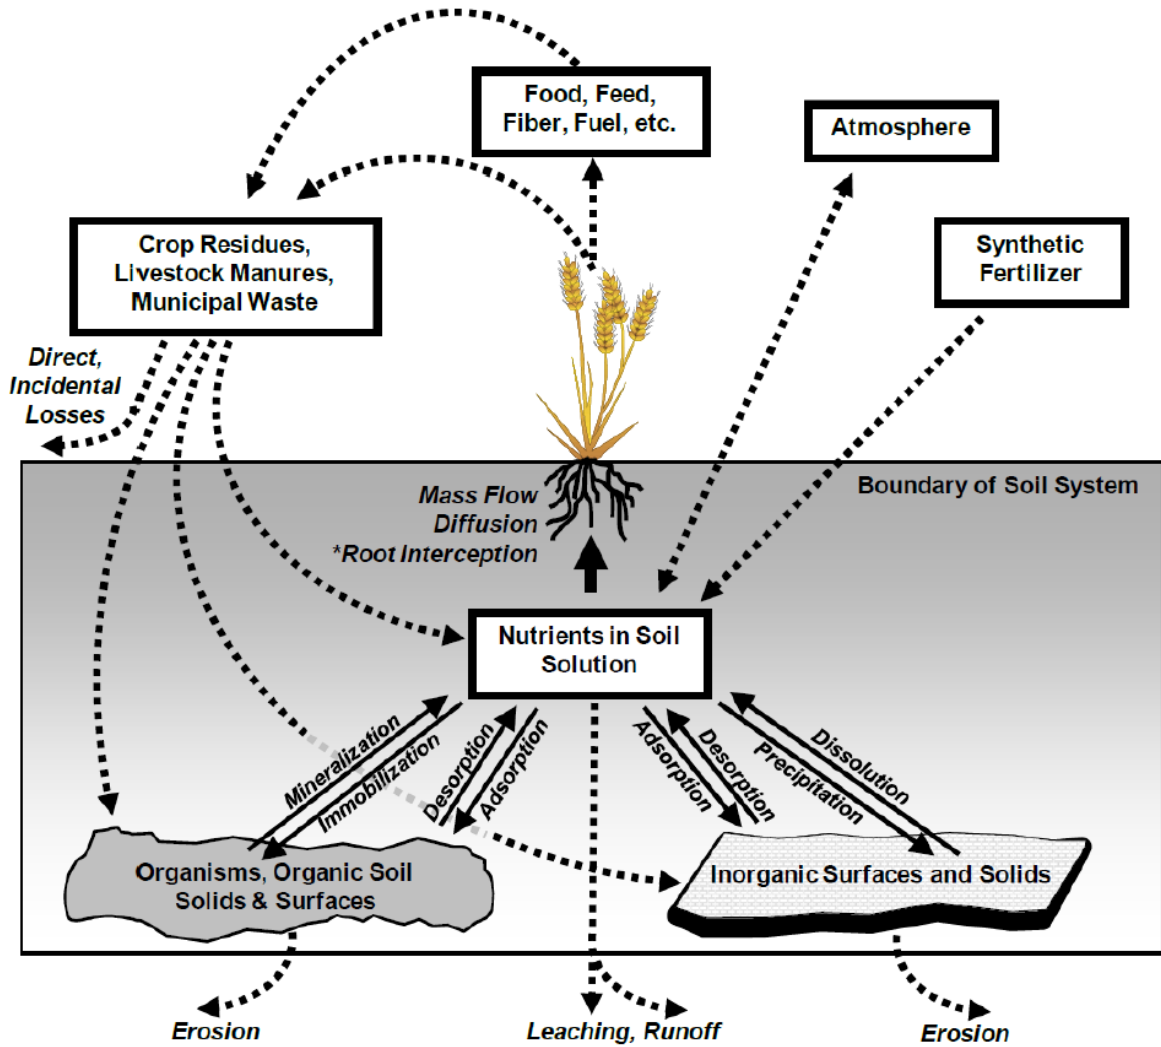 Food, Feed,
Fiber, Fuel, etc.
Atmosphere
Crop Residues,
Livestock Manures,
Municipal Waste
Synthetic
Fertilizer
Direct,
Incidental
Losses
Boundary of Soil System
Mass Flow
Diffusion
*Root Interception
Nutrients in Soil
Solution
Mineralization
Immobilization
Desorption
Adsorption
Adsorption
Desorption
Precipitation
Dissolution
Organisms, Organic Soil
Solids & Surfaces
Inorganic Surfaces and Solids
Erosion
Leaching, Runoff
Erosion